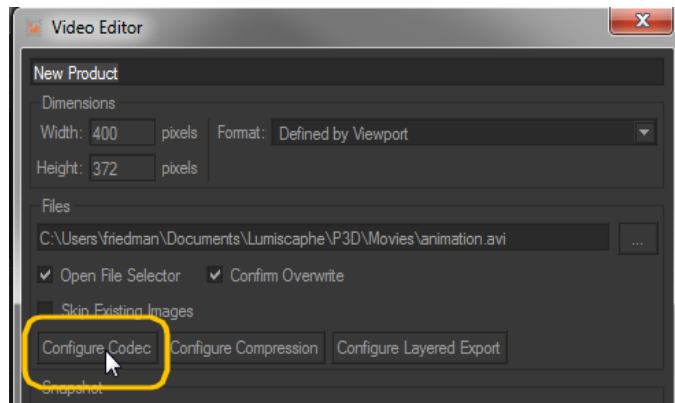 Video Editor
New Product
Dimensions
Width: 400 pixels Format: Defined by Viewport
Height: 372 pixels
Files
C:\Users\friedman\Documents\Lumiscaphe\P3D\Movies\animation.avi ...
Open File Selector Confirm Overwrite
Skip Existing Images
Configure Codec Configure Compression Configure Layered Export
Snapshot